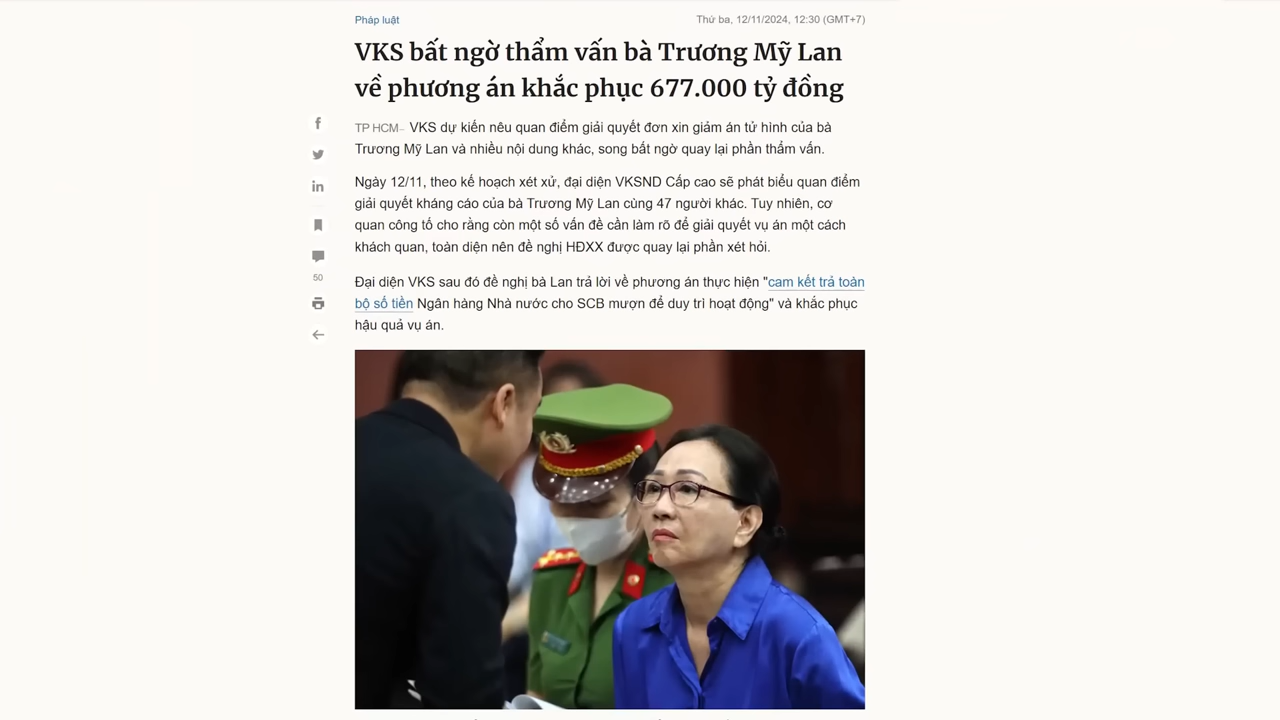 Pháp luật
Thứ ba, 12/11/2024, 12:30 (GMT+7)
VKS bất ngờ thẩm vấn bà Trương Mỹ Lan
về phương án khắc phục 677.000 tỷ đồng
TP HCM – VKS dự kiến nêu quan điểm giải quyết đơn xin giảm án tử hình của bà
Trương Mỹ Lan và nhiều nội dung khác, song bất ngờ quay lại phần thẩm vấn.
Ngày 12/11, theo kế hoạch xét xử, đại diện VKSND Cấp cao sẽ phát biểu quan điểm
giải quyết kháng cáo của bà Trương Mỹ Lan cùng 47 người khác. Tuy nhiên, cơ
quan công tố cho rằng còn một số vấn đề cần làm rõ để giải quyết vụ án một cách
khách quan, toàn diện nên đề nghị HĐXX được quay lại phần xét hỏi.
50
Đại diện VKS sau đó đề nghị bà Lan trả lời về phương án thực hiện "cam kết trả toàn
bộ số tiền Ngân hàng Nhà nước cho SCB mượn để duy trì hoạt động" và khắc phục
hậu quả vụ án.